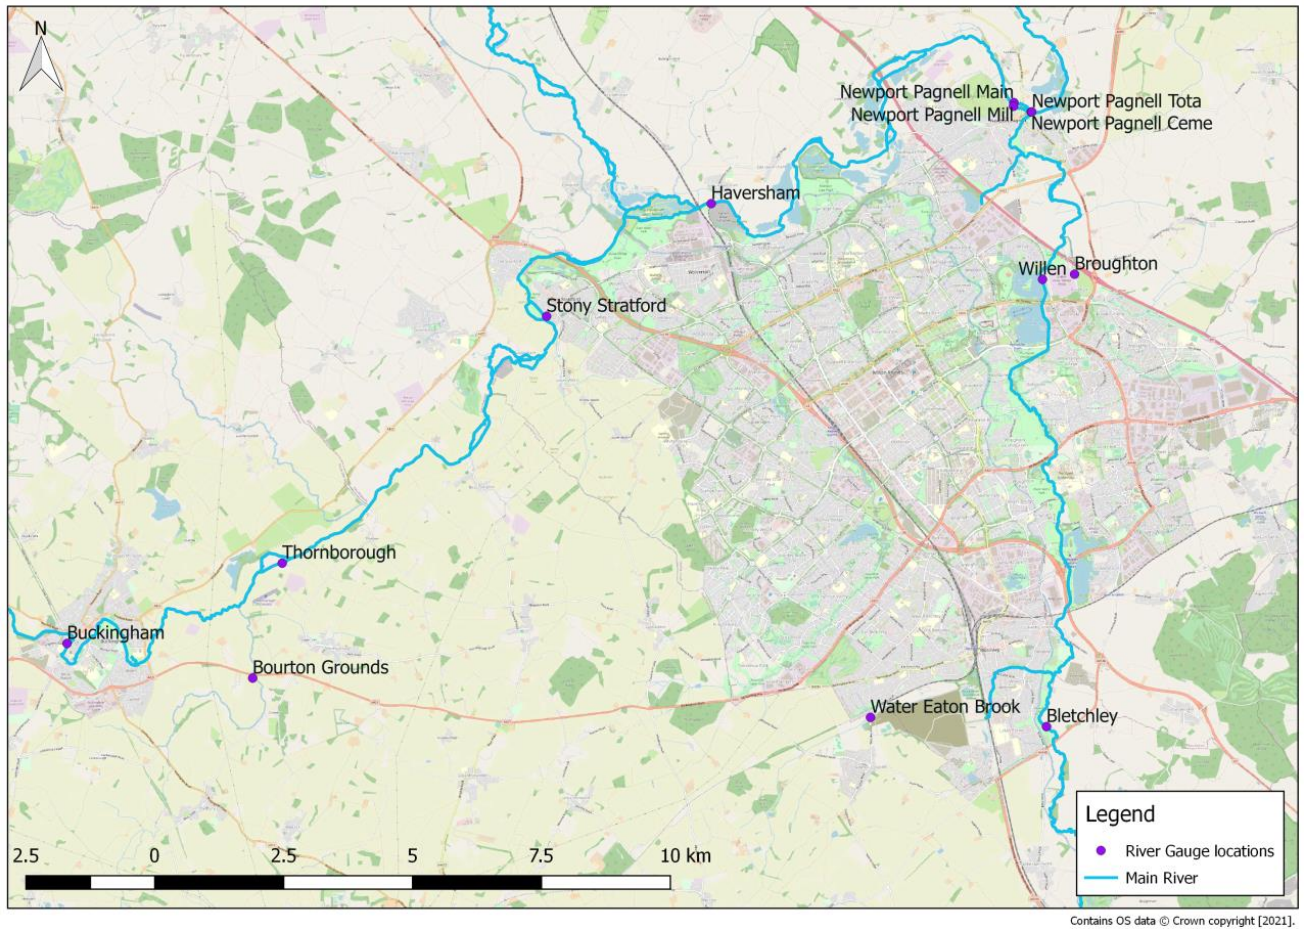 N
Newport Pagnell Main
Newport Pagnell Tota
Newport Pagnell Mill
Newport Pagnell Ceme
Haversham
Willen
Broughton
Stony Stratford
Thornborough
Buckingham
Bourton Grounds
Water Eaton Brook
Bletchley
2.5
0
2.5
5
7.5
10 km
Legend
River Gauge locations
Main River
Contains OS data © Crown copyright [2021].